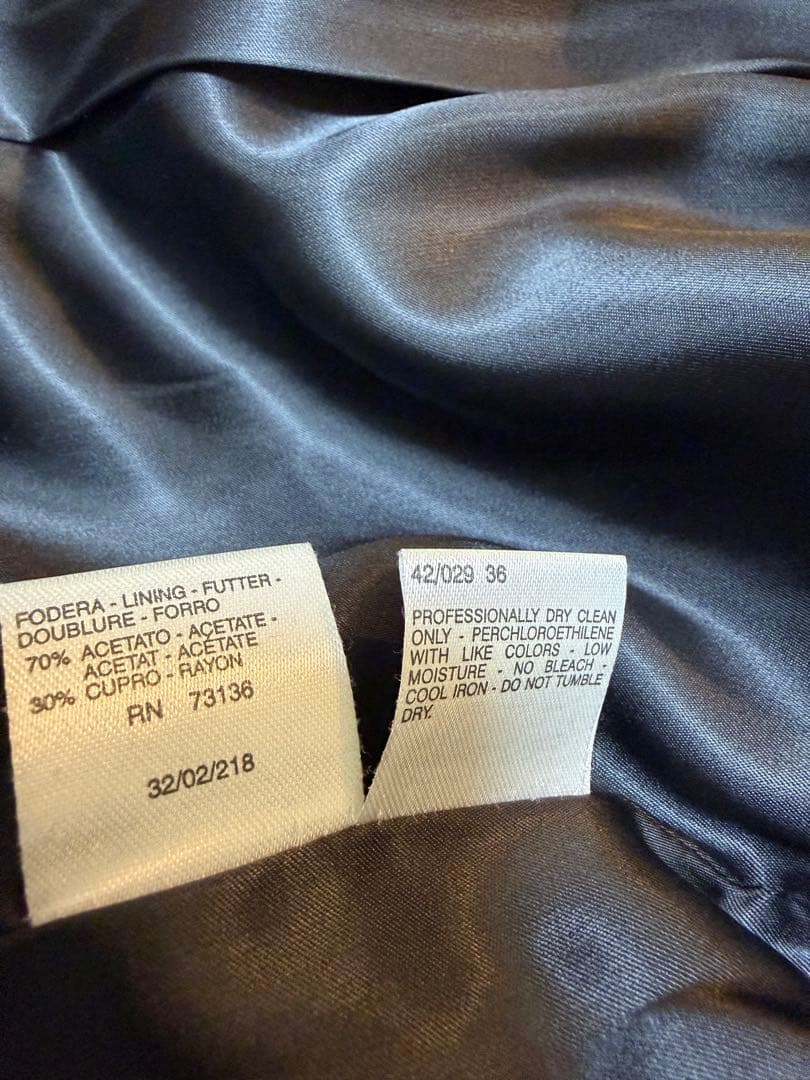 FODERA - LINING - FUTTER -
DOUBLURE - FORRO
70% ACETATO - ACETATE -
ACETAT - ACÉTATE
30% CUPRO - RAYON
RN 73136
32/02/218
42/029 36
PROFESSIONALLY DRY CLEAN
ONLY - PERCHLOROETHILENE
WITH LIKE COLORS - LOW
MOISTURE - NO BLEACH -
COOL IRON - DO NOT TUMBLE
DRY.